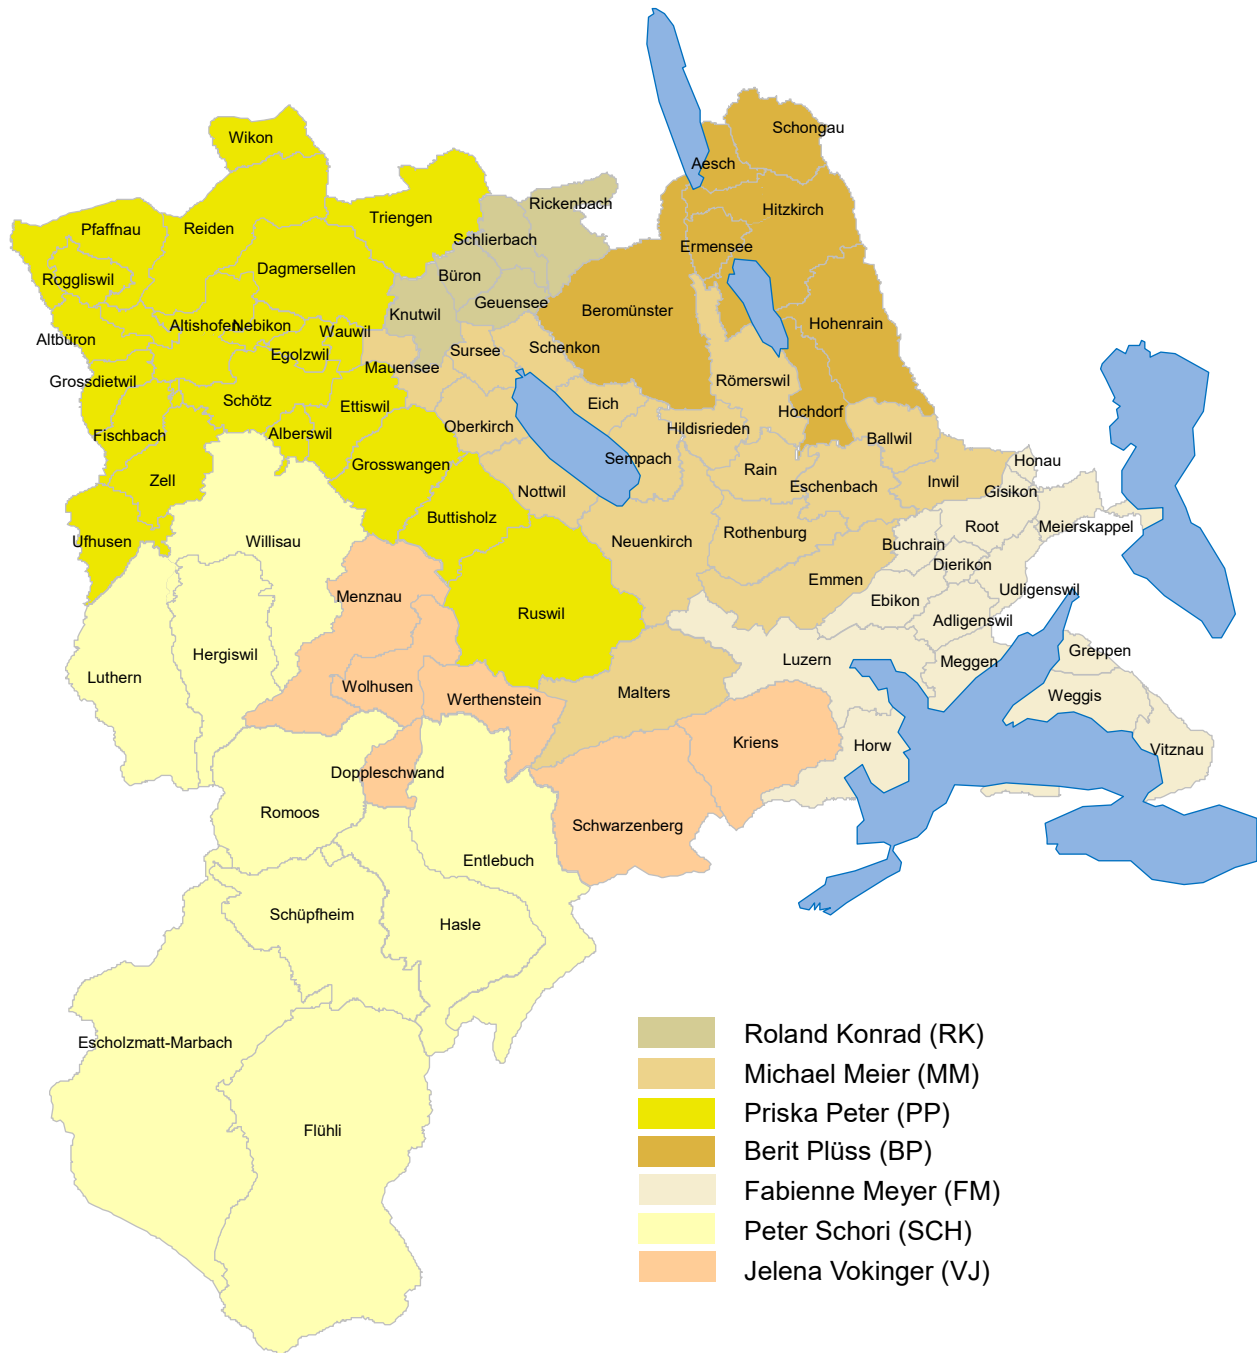 Schongau
Wikon
Aesch
Rickenbach
Hitzkirch
Triengen
Pfaffnau
Reiden
Schlierbach
Ermensee
Dagmersellen
Büron
Roggliswil
Geuensee
Beromünster
Knutwil
Hohenrain
Altishofen
Nebikon
Wauwil
Altbüron
Sursee
Schenkon
Egolzwil
Mauensee
Grossdietwil
Römerswil
Schötz
Ettiswil
Eich
Hochdorf
Oberkirch
Hildisrieden
Fischbach
Alberswil
Ballwil
Sempach
Honau
Grosswangen
Rain
Zell
Eschenbach
Inwil
Nottwil
Gisikon
Buttisholz
Root
Meierskappel
Rothenburg
Ufhusen
Willisau
Neuenkirch
Buchrain
Dierikon
Emmen
Udligenswil
Menznau
Ebikon
Ruswil
Adligenswil
Hergiswil
Greppen
Luzern
Meggen
Luthern
Wolhusen
Malters
Weggis
Werthenstein
Kriens
Horw
Vitznau
Doppleschwand
Romoos
Schwarzenberg
Entlebuch
Schüpfheim
Hasle
Escholzmatt-Marbach
Flühli
Roland Konrad (RK)
Michael Meier (MM)
Priska Peter (PP)
Berit Plüss (BP)
Fabienne Meyer (FM)
Peter Schori (SCH)
Jelena Vokinger (VJ)